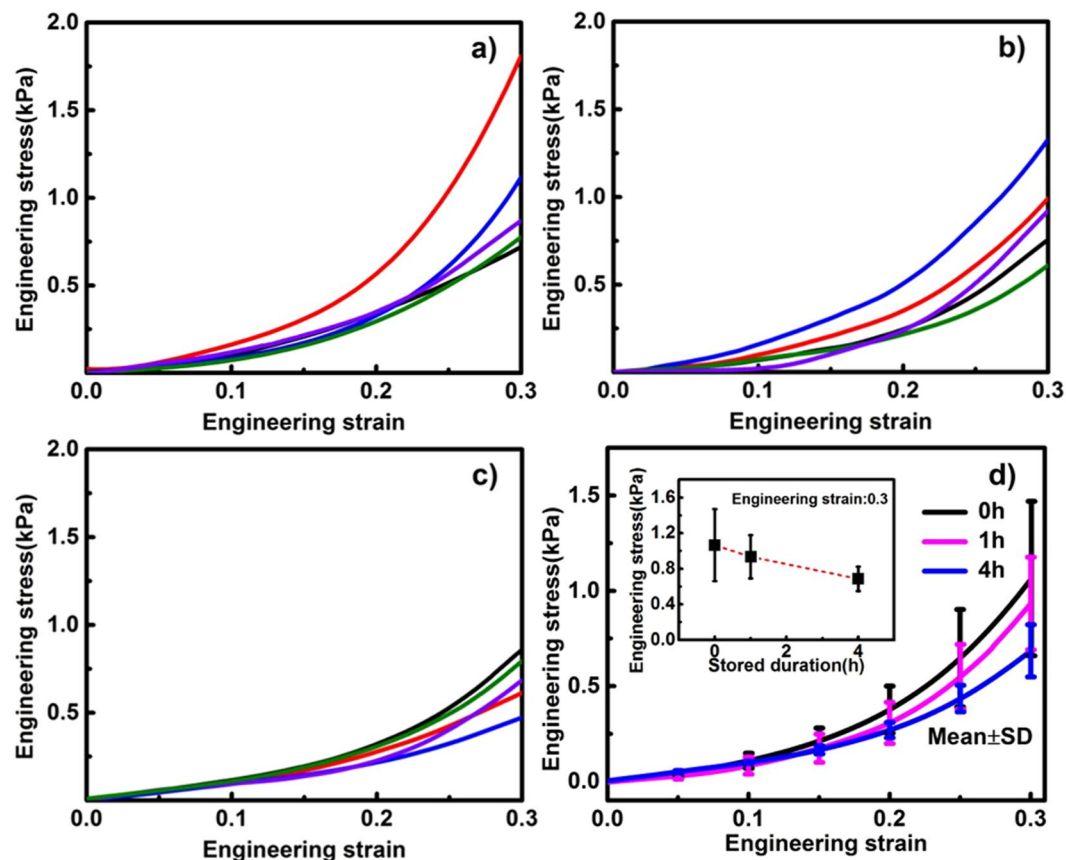 a)
Engineering stress(kPa)
2.0
1.5
1.0
0.5
0.0
0.1
0.2
0.3
Engineering strain
b)
Engineering stress(kPa)
2.0
1.5
1.0
0.5
0.0
0.1
0.2
0.3
Engineering strain
c)
Engineering stress(kPa)
2.0
1.5
1.0
0.5
0.0
0.1
0.2
0.3
Engineering strain
d)
Engineering stress(kPa)
1.5
1.0
0.5
0.0
0.0
0.1
0.2
0.3
Engineering strain
0h
1h
4h
Mean±SD
Engineering strain:0.3
Engineering stress(kPa)
1.6
1.2
0.8
0.4
0.0
0
2
4
Stored duration(h)